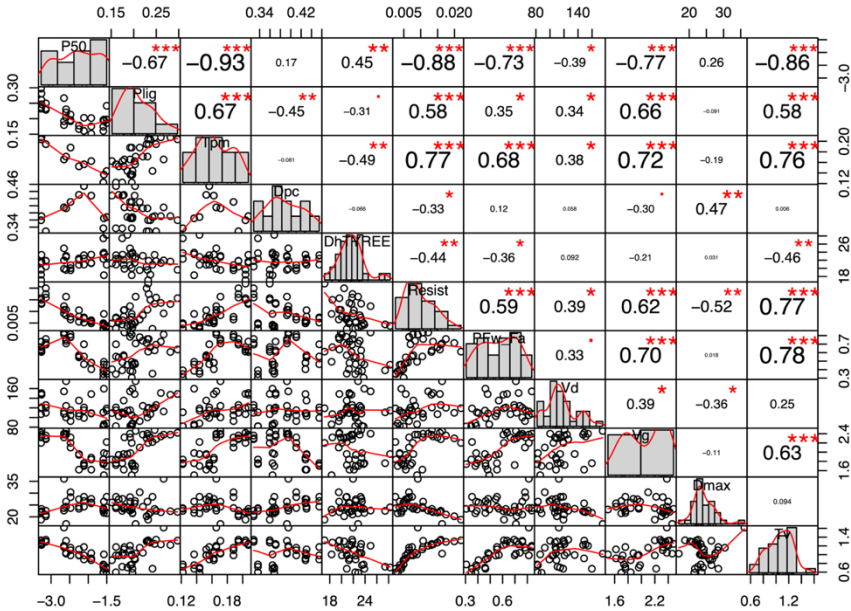 0.15 0.25 0.34 0.42 0.005 0.020 80 140 20 30
P50 -0.67 *** -0.93 *** 0.17 0.45 ** -0.88 *** -0.73 *** -0.39 * -0.77 *** 0.26 -0.86 *** -3.0
0.15 0.30 Plig 0.67 *** -0.45 ** -0.31 . 0.58 *** 0.35 * 0.34 * 0.66 *** -0.091 0.58 ***
Tpm -0.081 -0.49 ** 0.77 *** 0.68 *** 0.38 * 0.72 *** -0.19 0.76 *** 0.12 0.20
0.34 0.46 Dpc -0.066 -0.33 * 0.12 0.058 -0.30 . 0.47 ** 0.006
-0.44 ** -0.36 * 0.092 -0.21 0.031 -0.46 ** 18 26
0.005 Resist 0.59 *** 0.39 * 0.62 *** -0.52 ** 0.77 ***
0.33 . 0.70 *** 0.018 0.78 *** 0.3 0.7
80 160 Vd 0.39 * -0.36 * 0.25
Vg -0.11 0.63 *** 1.6 2.4
20 35 Dmax 0.094
0.6 1.4
-3.0 -1.5 0.12 0.18 18 24 0.3 0.6 1.6 2.2 0.6 1.2